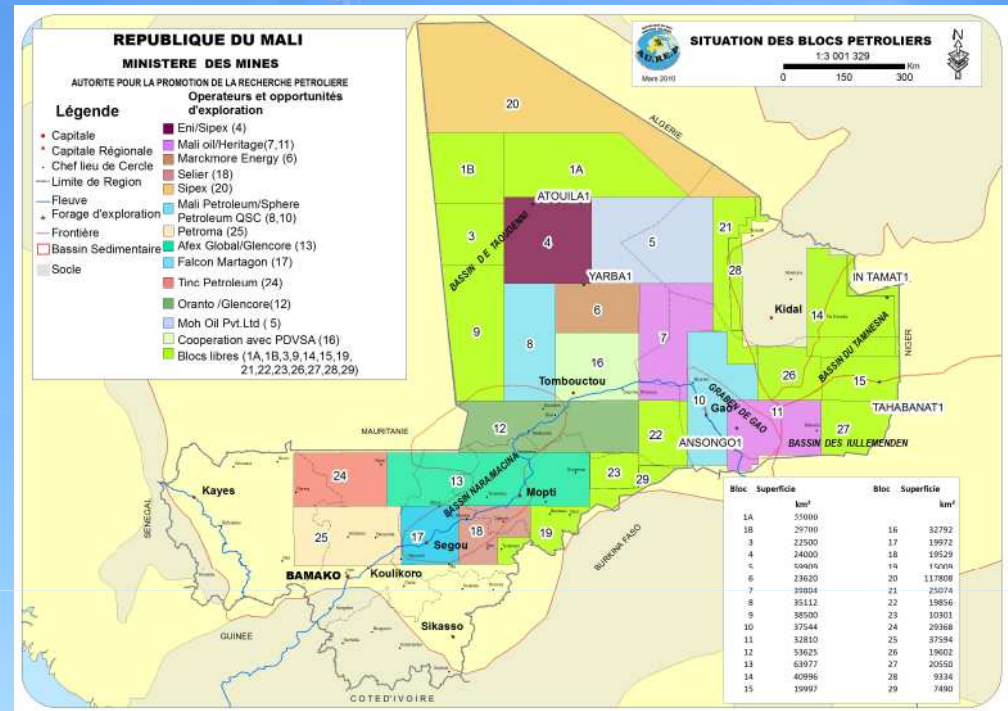 REPUBLIQUE DU MALI
MINISTERE DES MINES
AUTORITE POUR LA PROMOTION DE LA RECHERCHE PETROLIERE
Légende
Capitale
Capitale Régionale
Chef lieu de Cercle
Limite de Region
Fleuve
Forage d'exploration
Frontière
Bassin Sedimentaire
Socle
Operateurs et opportunités
d'exploration
Eni/Sipex (4)
Mali oil/Heritage(7,11)
Marckmore Energy (6)
Selier (18)
Sipex (20)
Mali Petroleum/Sphere
Petroleum QSC (8,10)
Petroma (25)
Afex Global/Glencore (13)
Falcon Martagon (17)
Tinc Petroleum (24)
Oranto /Glencore(12)
Moh Oil Pvt.Ltd ( 5)
Cooperation avec PDVSA (16)
Blocs libres (1A,1B,3,9,14,15,19,
21,22,23,26,27,28,29)
A.U.RE.P
Mars 2010
SITUATION DES BLOCS PETROLIERS
1:3 001 329
Km
0 150 300
N
20
ALGERIE
1B
1A
ATOUILA1
3
BASSIN DE TAOUDENNI
4
5
21
28
YARBA1
IN TAMAT1
Kidal
14
9
8
6
7
16
NIGER
BASSIN DU TAMNESNA
26
15
Tombouctou
10
GRABEN DE GAO
Gao
11
TAHABANAT1
MAURITANIE
12
22
ANSONGO1
27
BASSIN DES IULLEMENDEN
24
13
BASSIN NARA/MACINA
23
29
Kayes
Mopti
SENEGAL
25
17
18
19
Segou
BURKINA FASO
BAMAKO
Koulikoro
Sikasso
GUINEE
COTE D'IVOIRE
Bloc Superficie Bloc Superficie
km² km²
1A 55000
1B 29700 16 32792
3 22500 17 19972
4 24000 18 19529
5 59909 19 15009
6 23620 20 117808
7 39804 21 25074
8 35112 22 19856
9 38500 23 10301
10 37544 24 29368
11 32810 25 37594
12 53625 26 19602
13 63977 27 20550
14 40996 28 9334
15 19997 29 7490